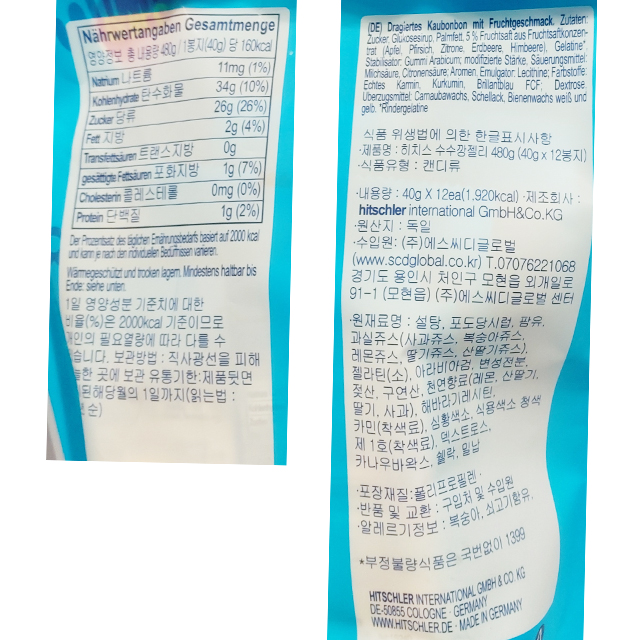 Nährwertangaben Gesamtmenge
영양정보 총 내용량 480g / 1봉지(40g) 당 160kcal
Natrium 나트륨 11mg (1%)
Kohlenhydrate 탄수화물 34g (10%)
Zucker 당류 26g (26%)
Fett 지방 2g (4%)
Transfettsäuren 트랜스지방 0g
gesättigte Fettsäuren 포화지방 1g (7%)
Cholesterin 콜레스테롤 0mg (0%)
Protein 단백질 1g (2%)
Der Prozentsatz des täglichen Ernährungsbedarfs basiert auf 2000 kcal
und kann je nach den individuellen Bedürfnissen variieren.
Wärmegeschützt und trocken lagern. Mindestens haltbar bis
Ende: siehe unten.
1일 영양성분 기준치에 대한
비율(%)은 2000kcal 기준이므로
개인의 필요열량에 따라 다를 수
습니다. 보관방법 : 직사광선을 피해
늘한 곳에 보관 유통기한:제품뒷면
된해당월의 1일까지(읽는법 :
순)
(DE) Dragiertes Kaubonbon mit Fruchtgeschmack. Zutaten:
Zucker, Glukosesirup, Palmfett, 5 % Fruchtsaft aus Fruchtsaftkonzen-
trat (Apfel, Pfirsich, Zitrone, Erdbeere, Himbeere), Gelatine*,
Stabilisator: Gummi Arabicum; modifizierte Stärke, Säuerungsmittel:
Milchsäure, Citronensäure; Aromen, Emulgator: Lecithine; Farbstoffe:
Echtes Karmin, Kurkumin, Brillantblau FCF; Dextrose,
Überzugsmittel: Carnaubawachs, Schellack, Bienenwachs weiß und
gelb. *Rindergelatine
식품 위생법에 의한 한글표시사항
·제품명 : 히치스 수수깡젤리 480g (40g x 12봉지)
·식품유형 : 캔디류
·내용량 : 40g X 12ea(1.920kcal) ·제조회사 :
hitschler international GmbH&Co.KG
·원산지 : 독일
·수입원: (주)에스씨디글로벌
(www.scdglobal.co.kr) T.07076221068
경기도 용인시 처인구 모현읍 외개일로
91-1 (모현읍) (주)에스씨디글로벌 센터
·원재료명 : 설탕, 포도당시럽, 팜유,
과실쥬스(사과쥬스, 복숭아쥬스,
레몬쥬스, 딸기쥬스, 산딸기쥬스),
젤라틴(소), 아라비아검, 변성전분,
젖산, 구연산, 천연향료(레몬, 산딸기,
딸기, 사과), 해바라기레시틴,
카민(착색료), 심황색소, 식용색소 청색
제 1호(착색료), 덱스트로스,
카나우바왁스, 쉘락, 밀납
·포장재질:폴리프로필렌 ·
·반품 및 교환 : 구입처 및 수입원
·알레르기정보 : 복숭아, 쇠고기함유,
*부정불량식품은 국번없이 1399
HITSCHLER INTERNATIONAL GMBH & CO. KG
DE-50855 COLOGNE · GERMANY
WWW.HITSCHLER.DE · MADE IN GERMANY